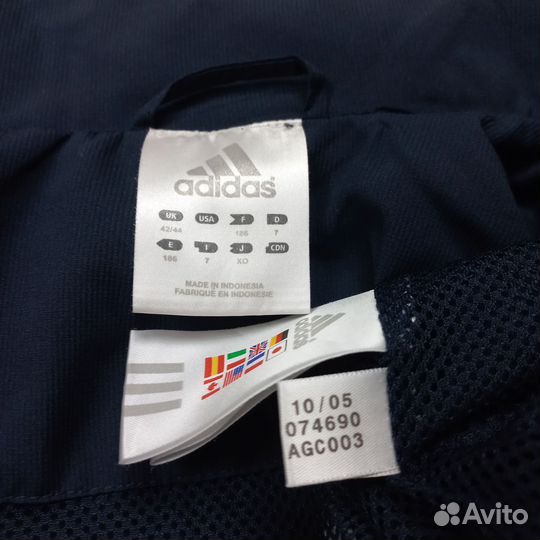 adidas
UK USA F D
42/44 186 7
E I J CDN
186 7 XO
MADE IN INDONESIA
FABRIQUÉ EN INDONESIE
adidas
10/05
074690
AGC003
Avito